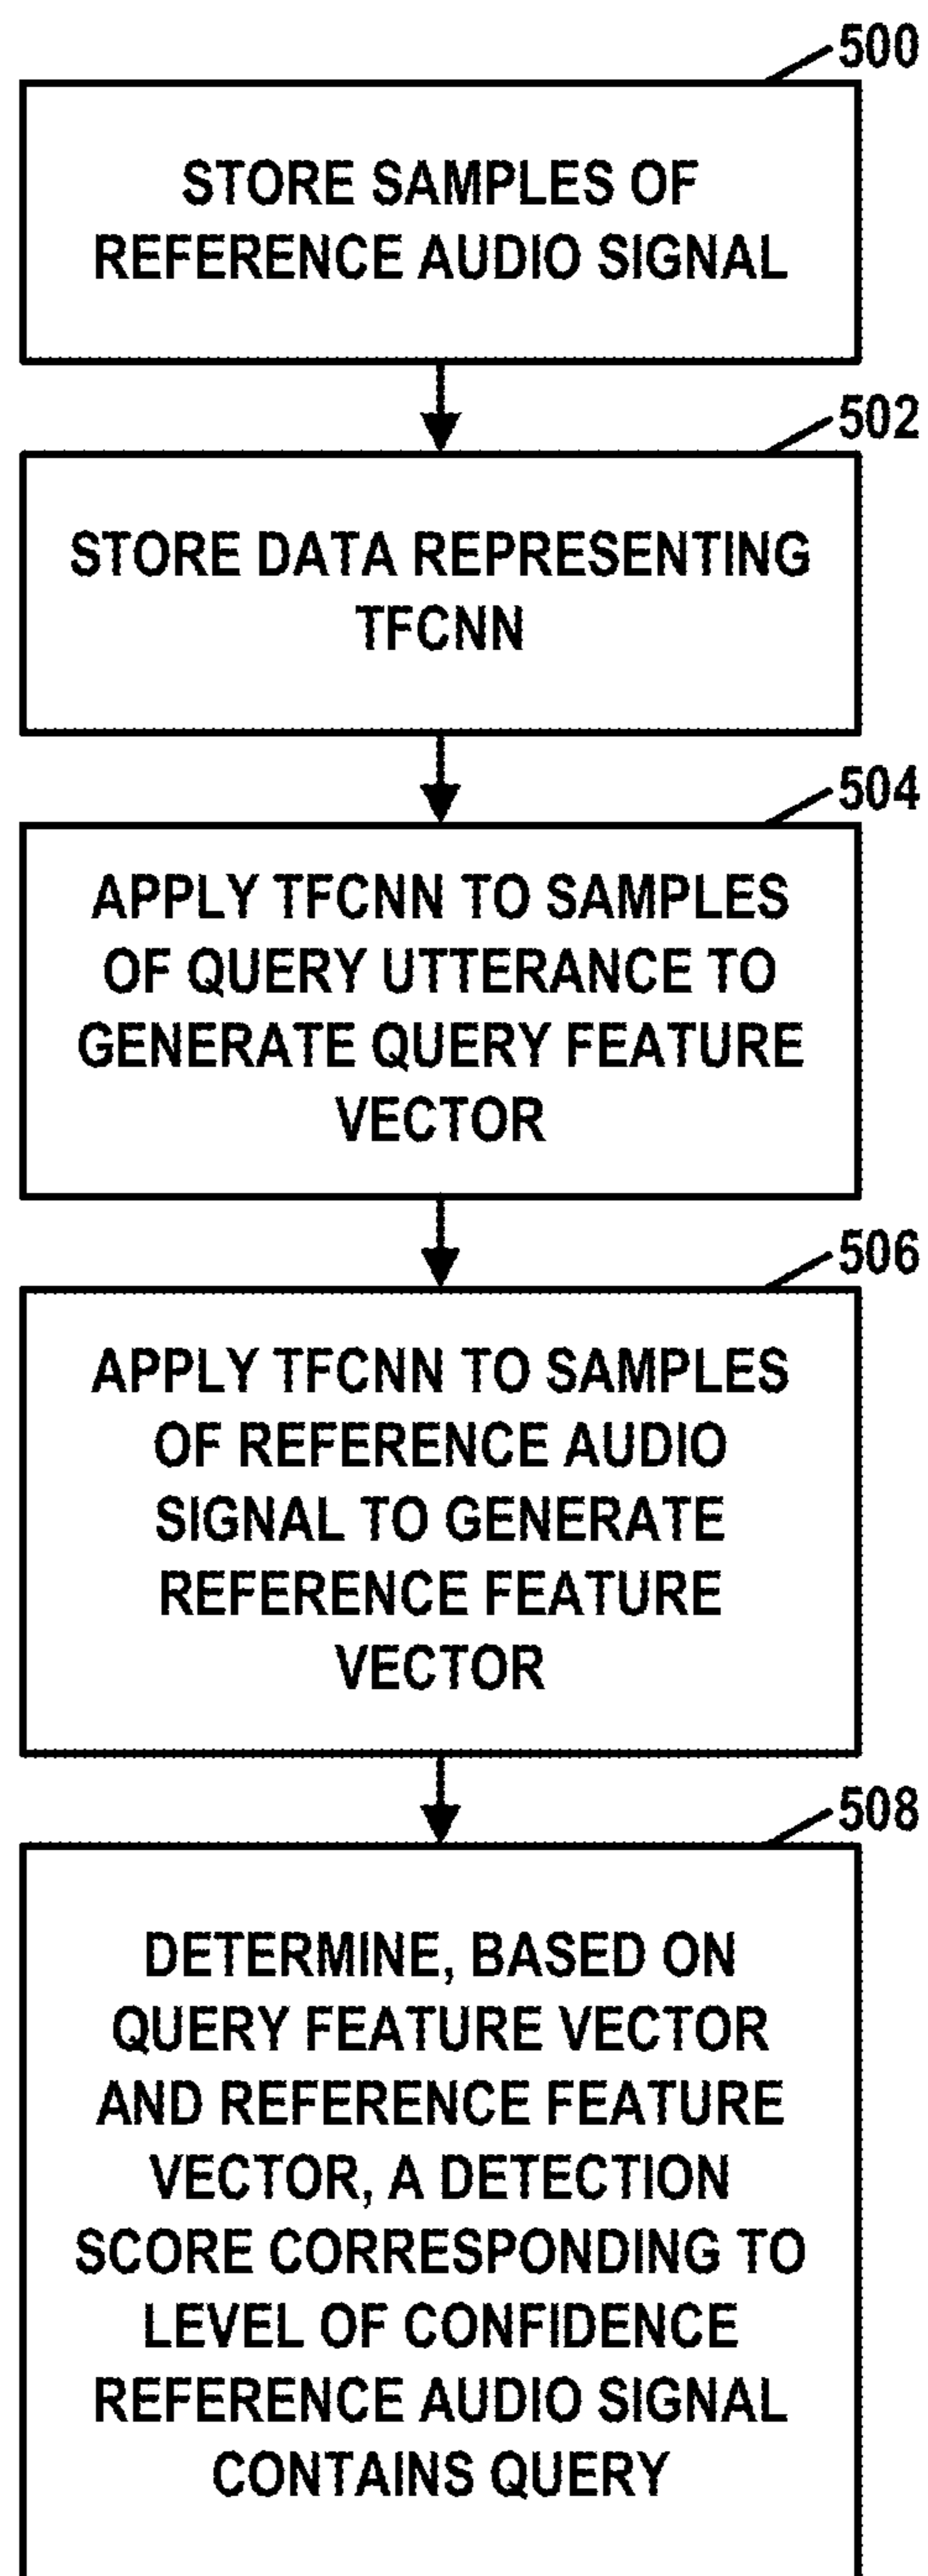 500
STORE SAMPLES OF
REFERENCE AUDIO SIGNAL
502
STORE DATA REPRESENTING
TFCNN
504
APPLY TFCNN TO SAMPLES
OF QUERY UTTERANCE TO
GENERATE QUERY FEATURE
VECTOR
506
APPLY TFCNN TO SAMPLES
OF REFERENCE AUDIO
SIGNAL TO GENERATE
REFERENCE FEATURE
VECTOR
508
DETERMINE, BASED ON
QUERY FEATURE VECTOR
AND REFERENCE FEATURE
VECTOR, A DETECTION
SCORE CORRESPONDING TO
LEVEL OF CONFIDENCE
REFERENCE AUDIO SIGNAL
CONTAINS QUERY